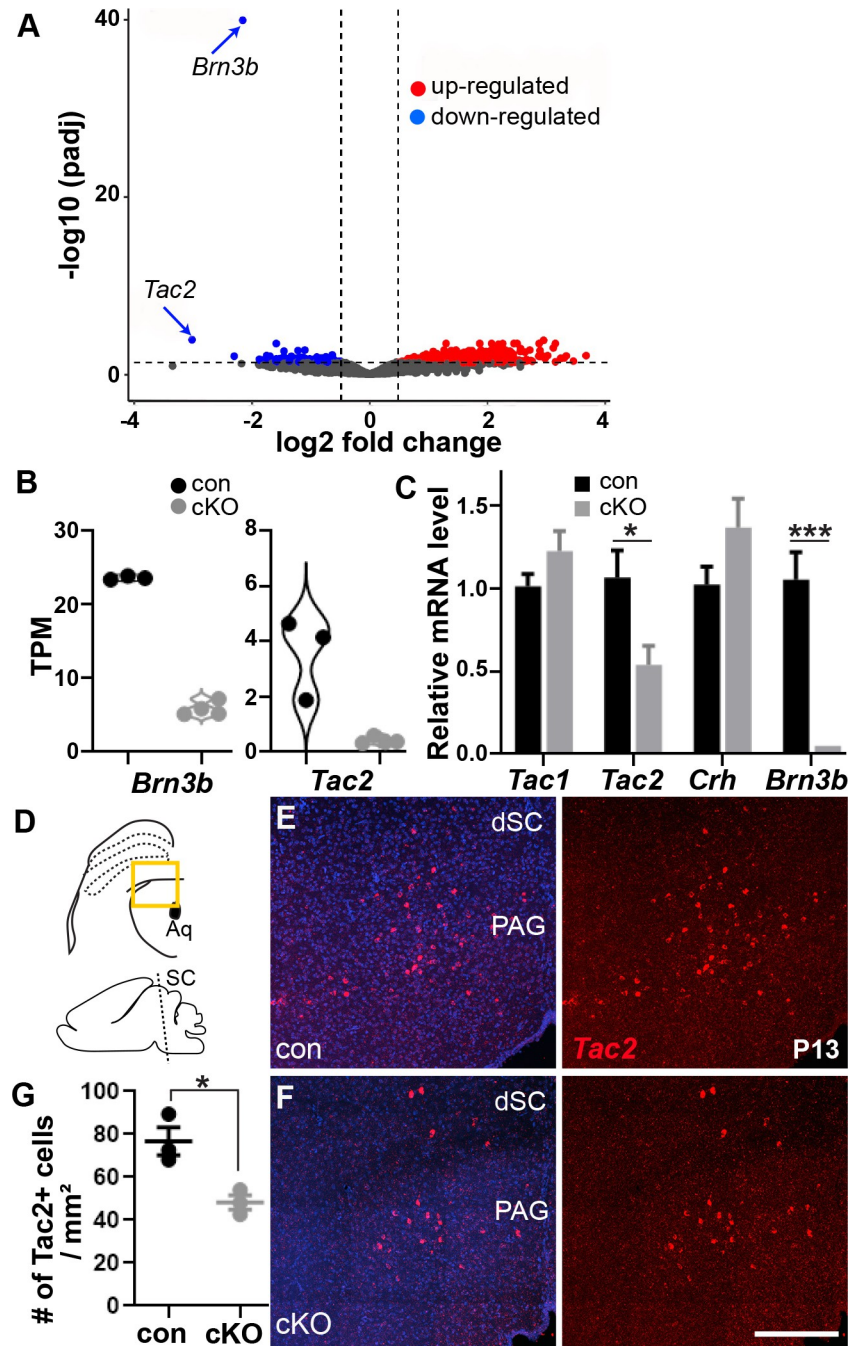 A
40
20
0
-log10 (padj)
Brn3b
Tac2
up-regulated
down-regulated
-4 -2 0 2 4
log2 fold change
B
con
cKO
30
20
10
0
TPM
Brn3b
8
6
4
2
0
Tac2
C
con
cKO
1.5
1.0
0.5
0.0
Relative mRNA level
*
***
Tac1 Tac2 Crh Brn3b
D
Aq
SC
E
dSC
PAG
con
Tac2
P13
G
100
80
60
40
20
0
# of Tac2+ cells
/ mm²
*
con cKO
F
dSC
PAG
cKO